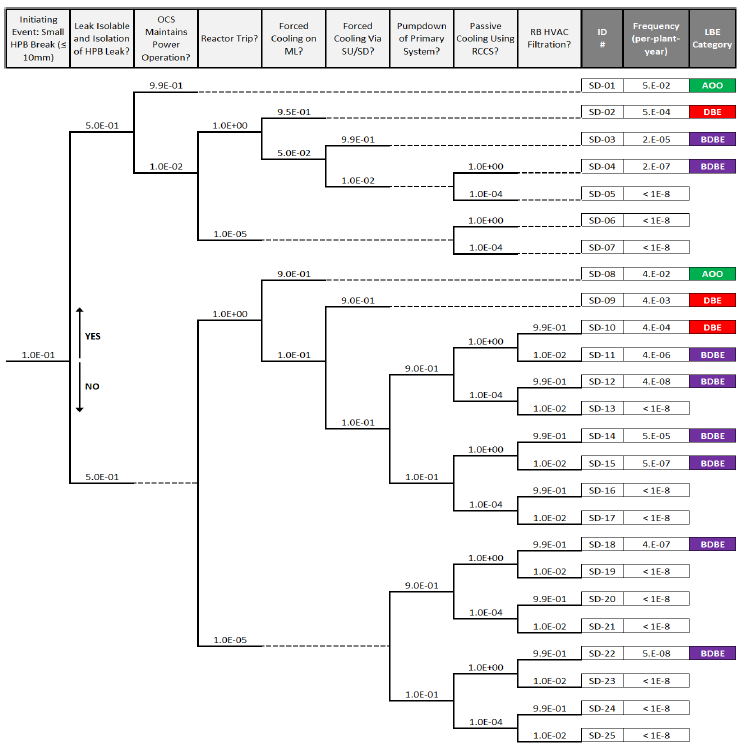 Initiating Event: Small HPB Break (≤ 10mm)
Leak Isolable and Isolation of HPB Leak?
OCS Maintains Power Operation?
Reactor Trip?
Forced Cooling on ML?
Forced Cooling Via SU/SD?
Pumpdown of Primary System?
Passive Cooling Using RCCS?
RB HVAC Filtration?
ID #
Frequency (per-plant-year)
LBE Category
9.9E-01 SD-01 5.E-02 AOO
9.5E-01 SD-02 5.E-04 DBE
5.0E-01 1.0E+00
9.9E-01 SD-03 2.E-05 BDBE
5.0E-02
1.0E-02 1.0E+00 SD-04 2.E-07 BDBE
1.0E-02
1.0E-04 SD-05 < 1E-8
1.0E+00 SD-06 < 1E-8
1.0E-05
1.0E-04 SD-07 < 1E-8
9.0E-01 SD-08 4.E-02 AOO
9.0E-01 SD-09 4.E-03 DBE
1.0E+00
9.9E-01 SD-10 4.E-04 DBE
YES
1.0E+00
1.0E-01 1.0E-01 1.0E-02 SD-11 4.E-06 BDBE
9.0E-01
NO 9.9E-01 SD-12 4.E-08 BDBE
1.0E-04
1.0E-02 SD-13 < 1E-8
1.0E-01
9.9E-01 SD-14 5.E-05 BDBE
1.0E+00
1.0E-02 SD-15 5.E-07 BDBE
5.0E-01 1.0E-01
9.9E-01 SD-16 < 1E-8
1.0E-04
1.0E-02 SD-17 < 1E-8
9.9E-01 SD-18 4.E-07 BDBE
1.0E+00
1.0E-02 SD-19 < 1E-8
9.0E-01
9.9E-01 SD-20 < 1E-8
1.0E-04
1.0E-02 SD-21 < 1E-8
1.0E-05
9.9E-01 SD-22 5.E-08 BDBE
1.0E+00
1.0E-02 SD-23 < 1E-8
1.0E-01
9.9E-01 SD-24 < 1E-8
1.0E-04
1.0E-02 SD-25 < 1E-8